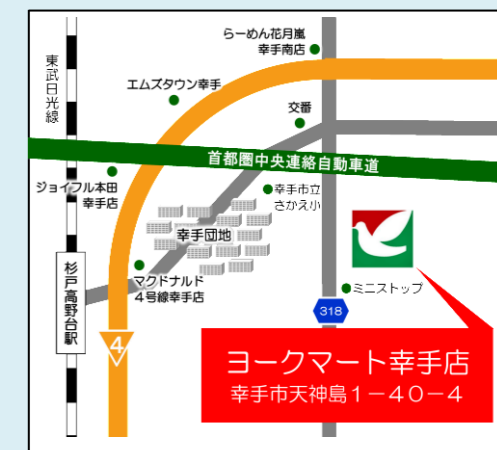 らーめん花月嵐
幸手南店
東武日光線
エムズタウン幸手
交番
首都圏中央連絡自動車道
ジョイフル本田
幸手店
幸手市立
さかえ小
幸手団地
マクドナルド
4号線幸手店
杉戸高野台駅
ミニストップ
318
4
ヨークマート幸手店
幸手市天神島1－40－4